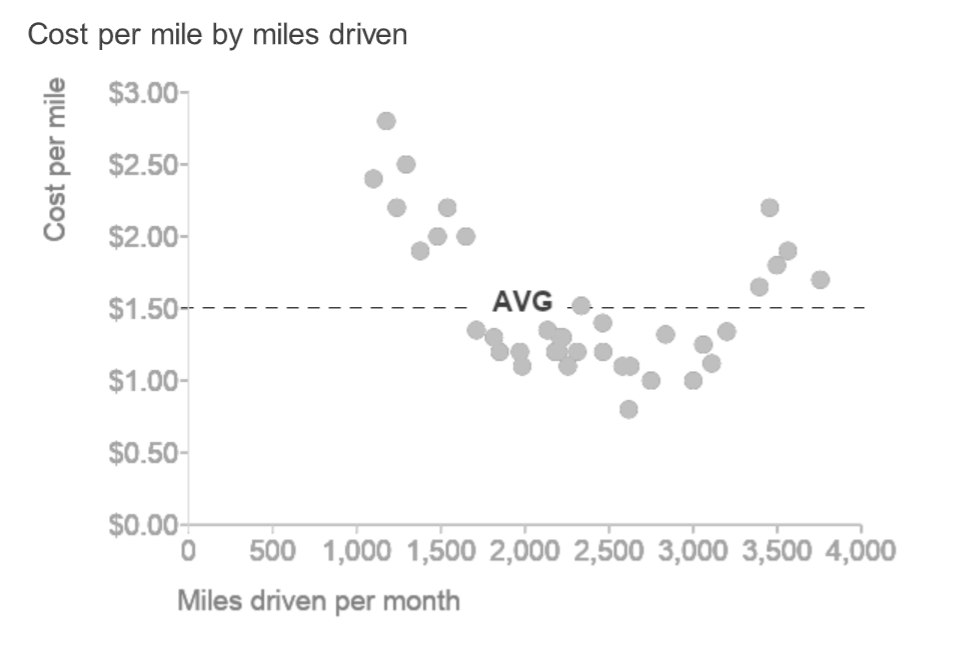 Cost per mile by miles driven
Cost per mile
$3.00
$2.50
$2.00
$1.50
AVG
$1.00
$0.50
$0.00
0 500 1,000 1,500 2,000 2,500 3,000 3,500 4,000
Miles driven per month